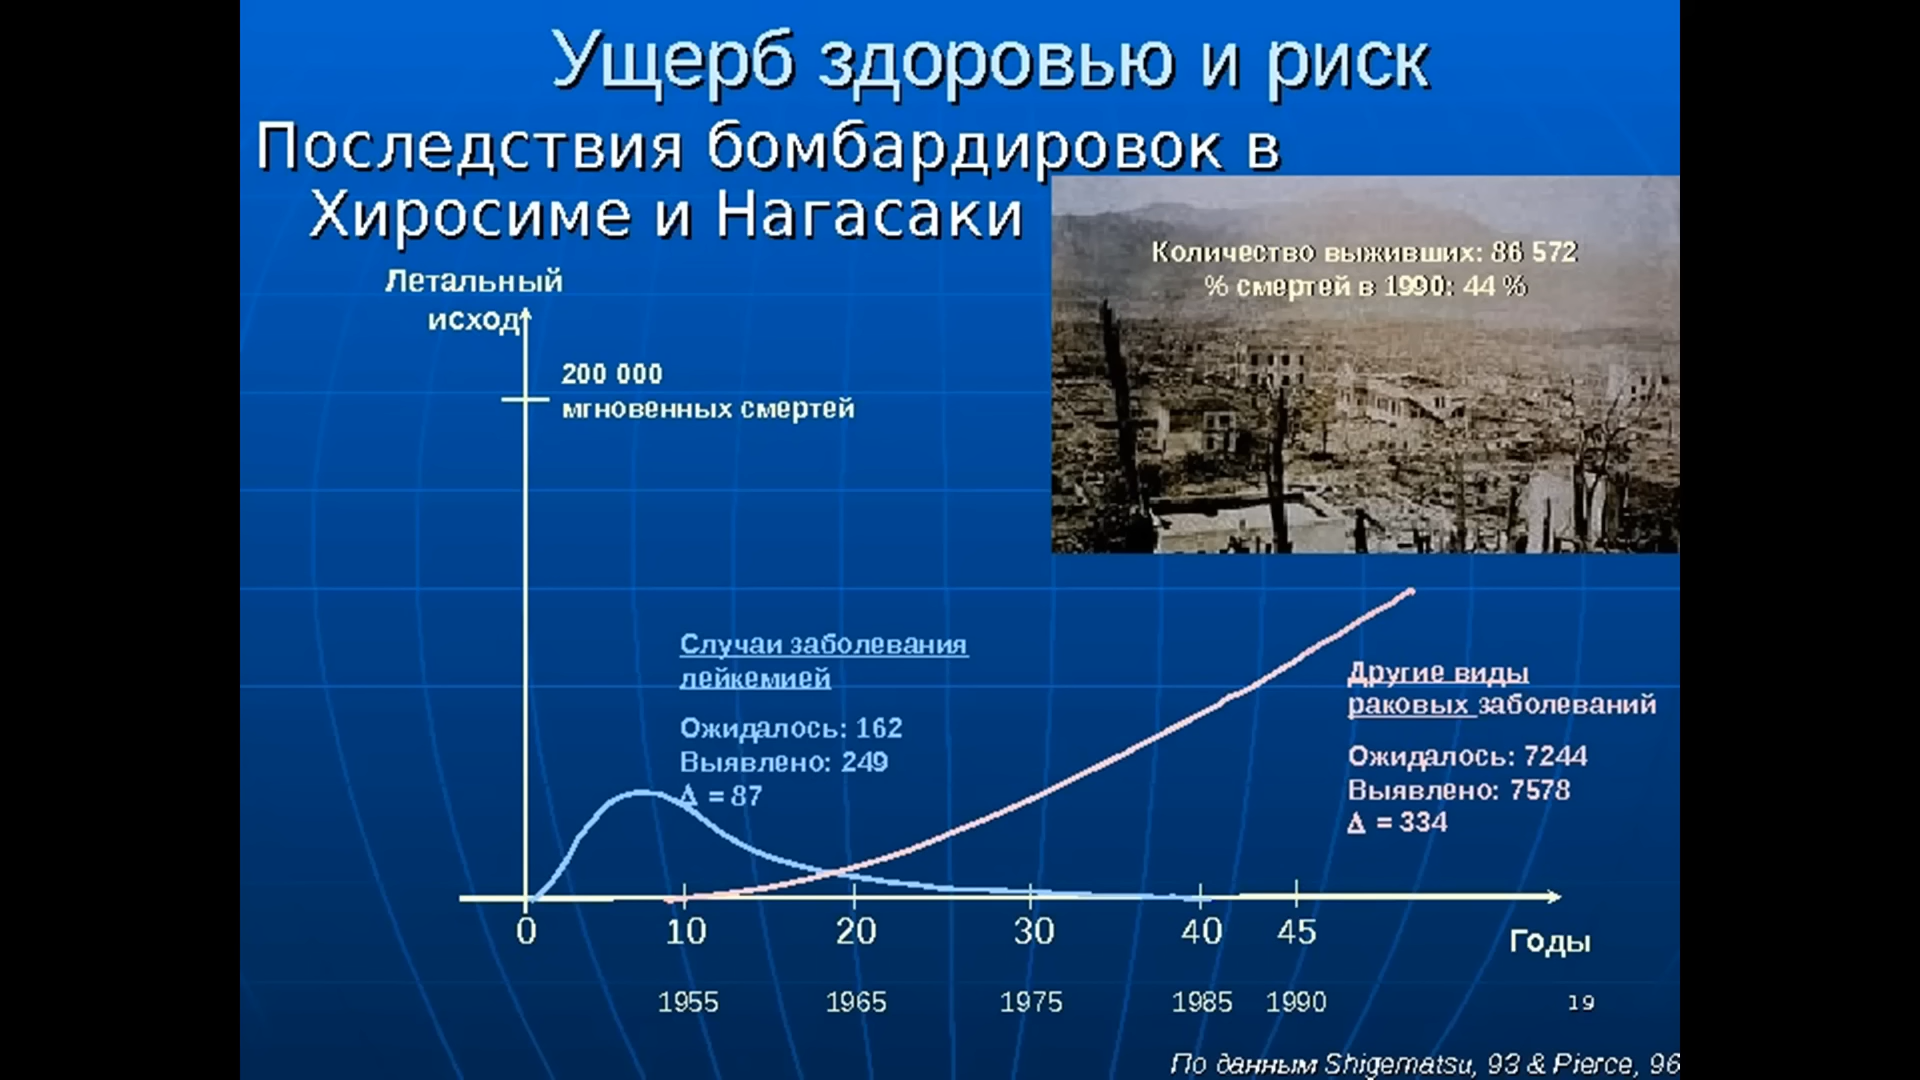 Ущерб здоровью и риск
Последствия бомбардировок в
Хиросиме и Нагасаки
Количество выживших: 86 572
% смертей в 1990: 44 %
Летальный
исход
200 000
мгновенных смертей
Случаи заболевания
лейкемией
Ожидалось: 162
Выявлено: 249
Δ = 87
Другие виды
раковых заболеваний
Ожидалось: 7244
Выявлено: 7578
Δ = 334
0 10 20 30 40 45
Годы
1955 1965 1975 1985 1990
19
По данным Shigematsu, 93 & Pierce, 96